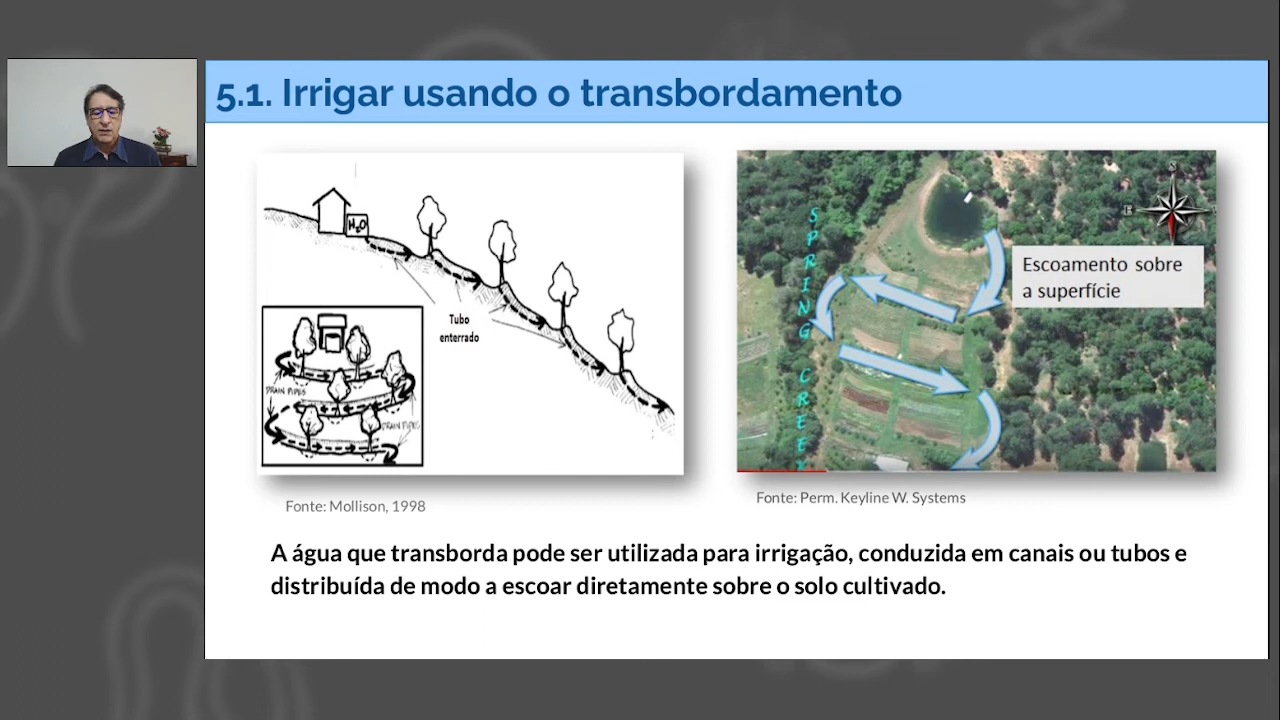 5.1. Irrigar usando o transbordamento
H₂O
Tubo
enterrado
DRAIN PIPES
DRAIN PIPES
SPRING CREEK
N
E
Escoamento sobre
a superfície
Fonte: Mollison, 1998
Fonte: Perm. Keyline W. Systems
A água que transborda pode ser utilizada para irrigação, conduzida em canais ou tubos e
distribuída de modo a escoar diretamente sobre o solo cultivado.